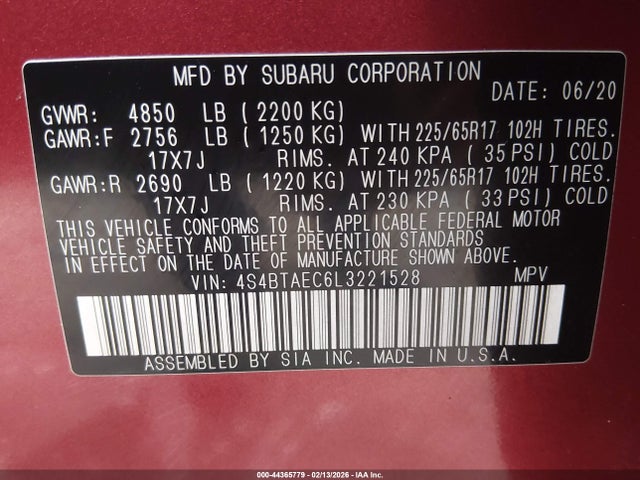 MFD BY SUBARU CORPORATION
DATE: 06/20
GVWR: 4850 LB ( 2200 KG)
GAWR:F 2756 LB ( 1250 KG) WITH 225/65R17 102H TIRES.
17X7J RIMS. AT 240 KPA ( 35 PSI) COLD
GAWR:R 2690 LB ( 1220 KG) WITH 225/65R17 102H TIRES.
17X7J RIMS. AT 230 KPA ( 33 PSI) COLD
THIS VEHICLE CONFORMS TO ALL APPLICABLE FEDERAL MOTOR
VEHICLE SAFETY AND THEFT PREVENTION STANDARDS
IN EFFECT ON THE DATE OF MANUFACTURE SHOWN ABOVE.
VIN: 4S4BTAEC6L3221528 MPV
ASSEMBLED BY SIA INC. MADE IN U.S.A.
000-44365779 - 02/13/2026 - IAA Inc.